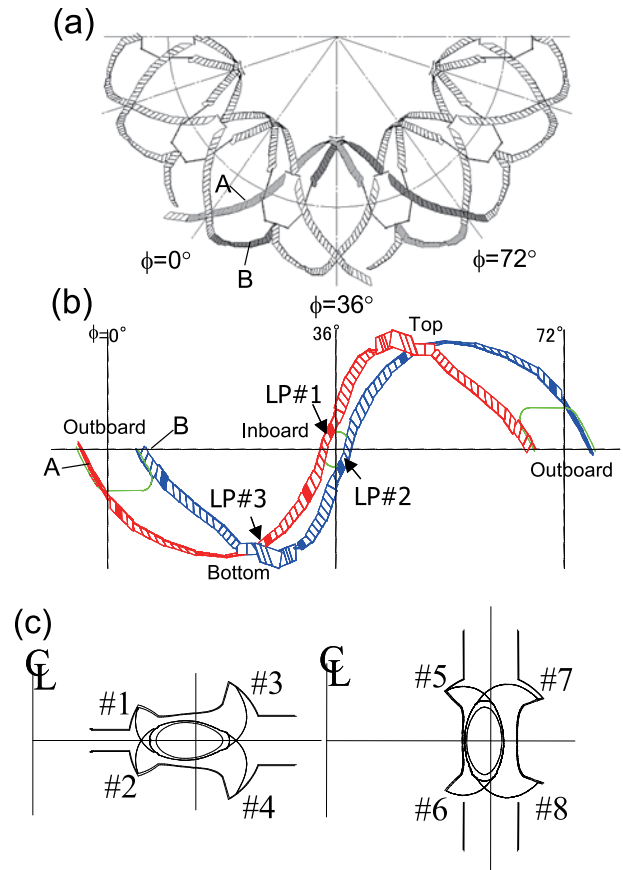 (a)
A
B
ϕ=0°
ϕ=72°
ϕ=36°
(b)
ϕ=0°
36°
Top
72°
LP#1
Outboard
B
Inboard
A
LP#3
LP#2
Outboard
Bottom
(c)
CL
CL
#1
#3
#5
#7
#2
#4
#6
#8